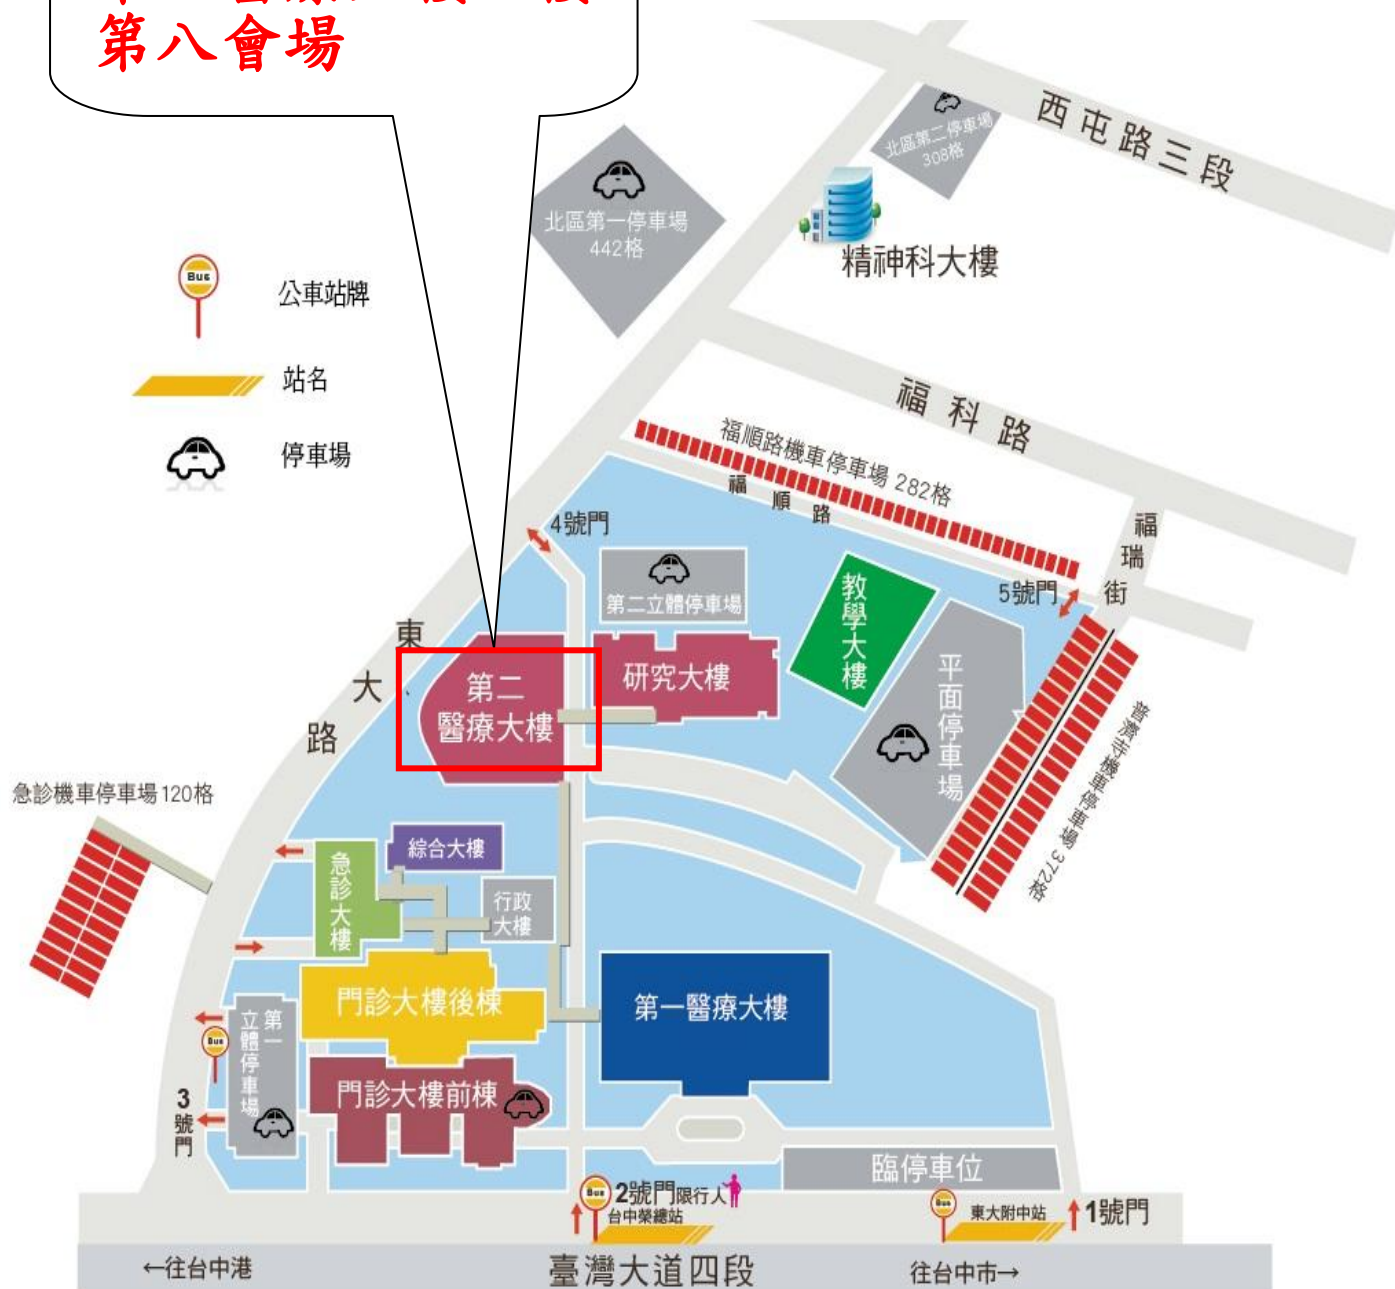 第八會場
西屯路三段
北區第二停車場
308格
北區第一停車場
442格
精神科大樓
Bus
公車站牌
站名
停車場
福科路
福順路機車停車場 282格
福順路
福瑞街
4號門
5號門
第二立體停車場
教學大樓
平面停車場
普濟寺機車停車場 372格
東大路
第二
醫療大樓
研究大樓
急診機車停車場120格
綜合大樓
急診大樓
行政
大樓
門診大樓後棟
第一醫療大樓
第一
立體停車場
Bus
門診大樓前棟
3號門
臨停車位
Bus
2號門限行人
台中榮總站
Bus
東大附中站
1號門
←往台中港
臺灣大道四段
往台中市→